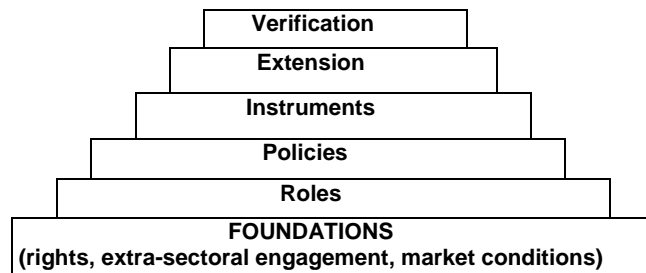 Verification
Extension
Instruments
Policies
Roles
FOUNDATIONS
(rights, extra-sectoral engagement, market conditions)